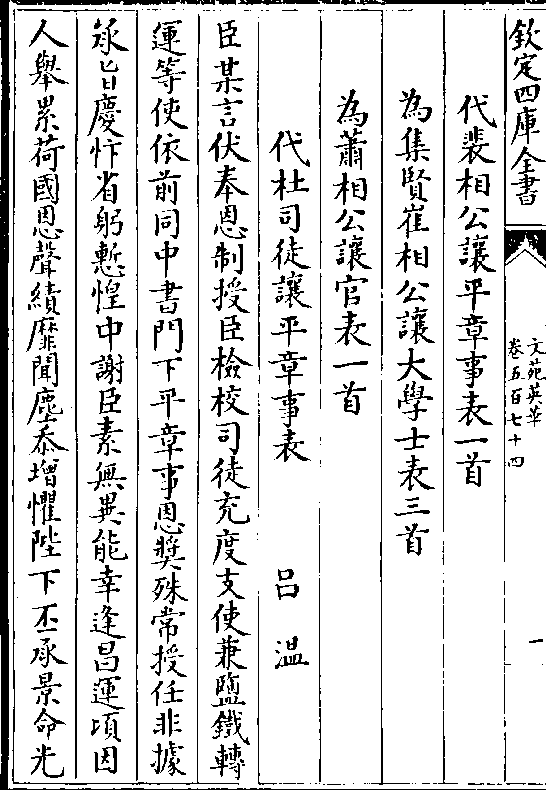 欽定四庫全書
文苑英華
卷五百七十四
一
代裴相公讓平章事表一首
為集賢崔相公讓大學士表三首
為蕭相公讓官表一首
代杜司徒讓平章事表 呂温
臣某言伏奉恩制授臣檢校司徒充度支使兼鹽鐵轉
運等使依前同中書門下平章事恩奬殊常授任非據
承旨慶忭省躬慙惶中謝臣素無異能幸逢昌運項因
人舉累荷國恩聲績靡聞塵忝增懼陛下丕承景命光